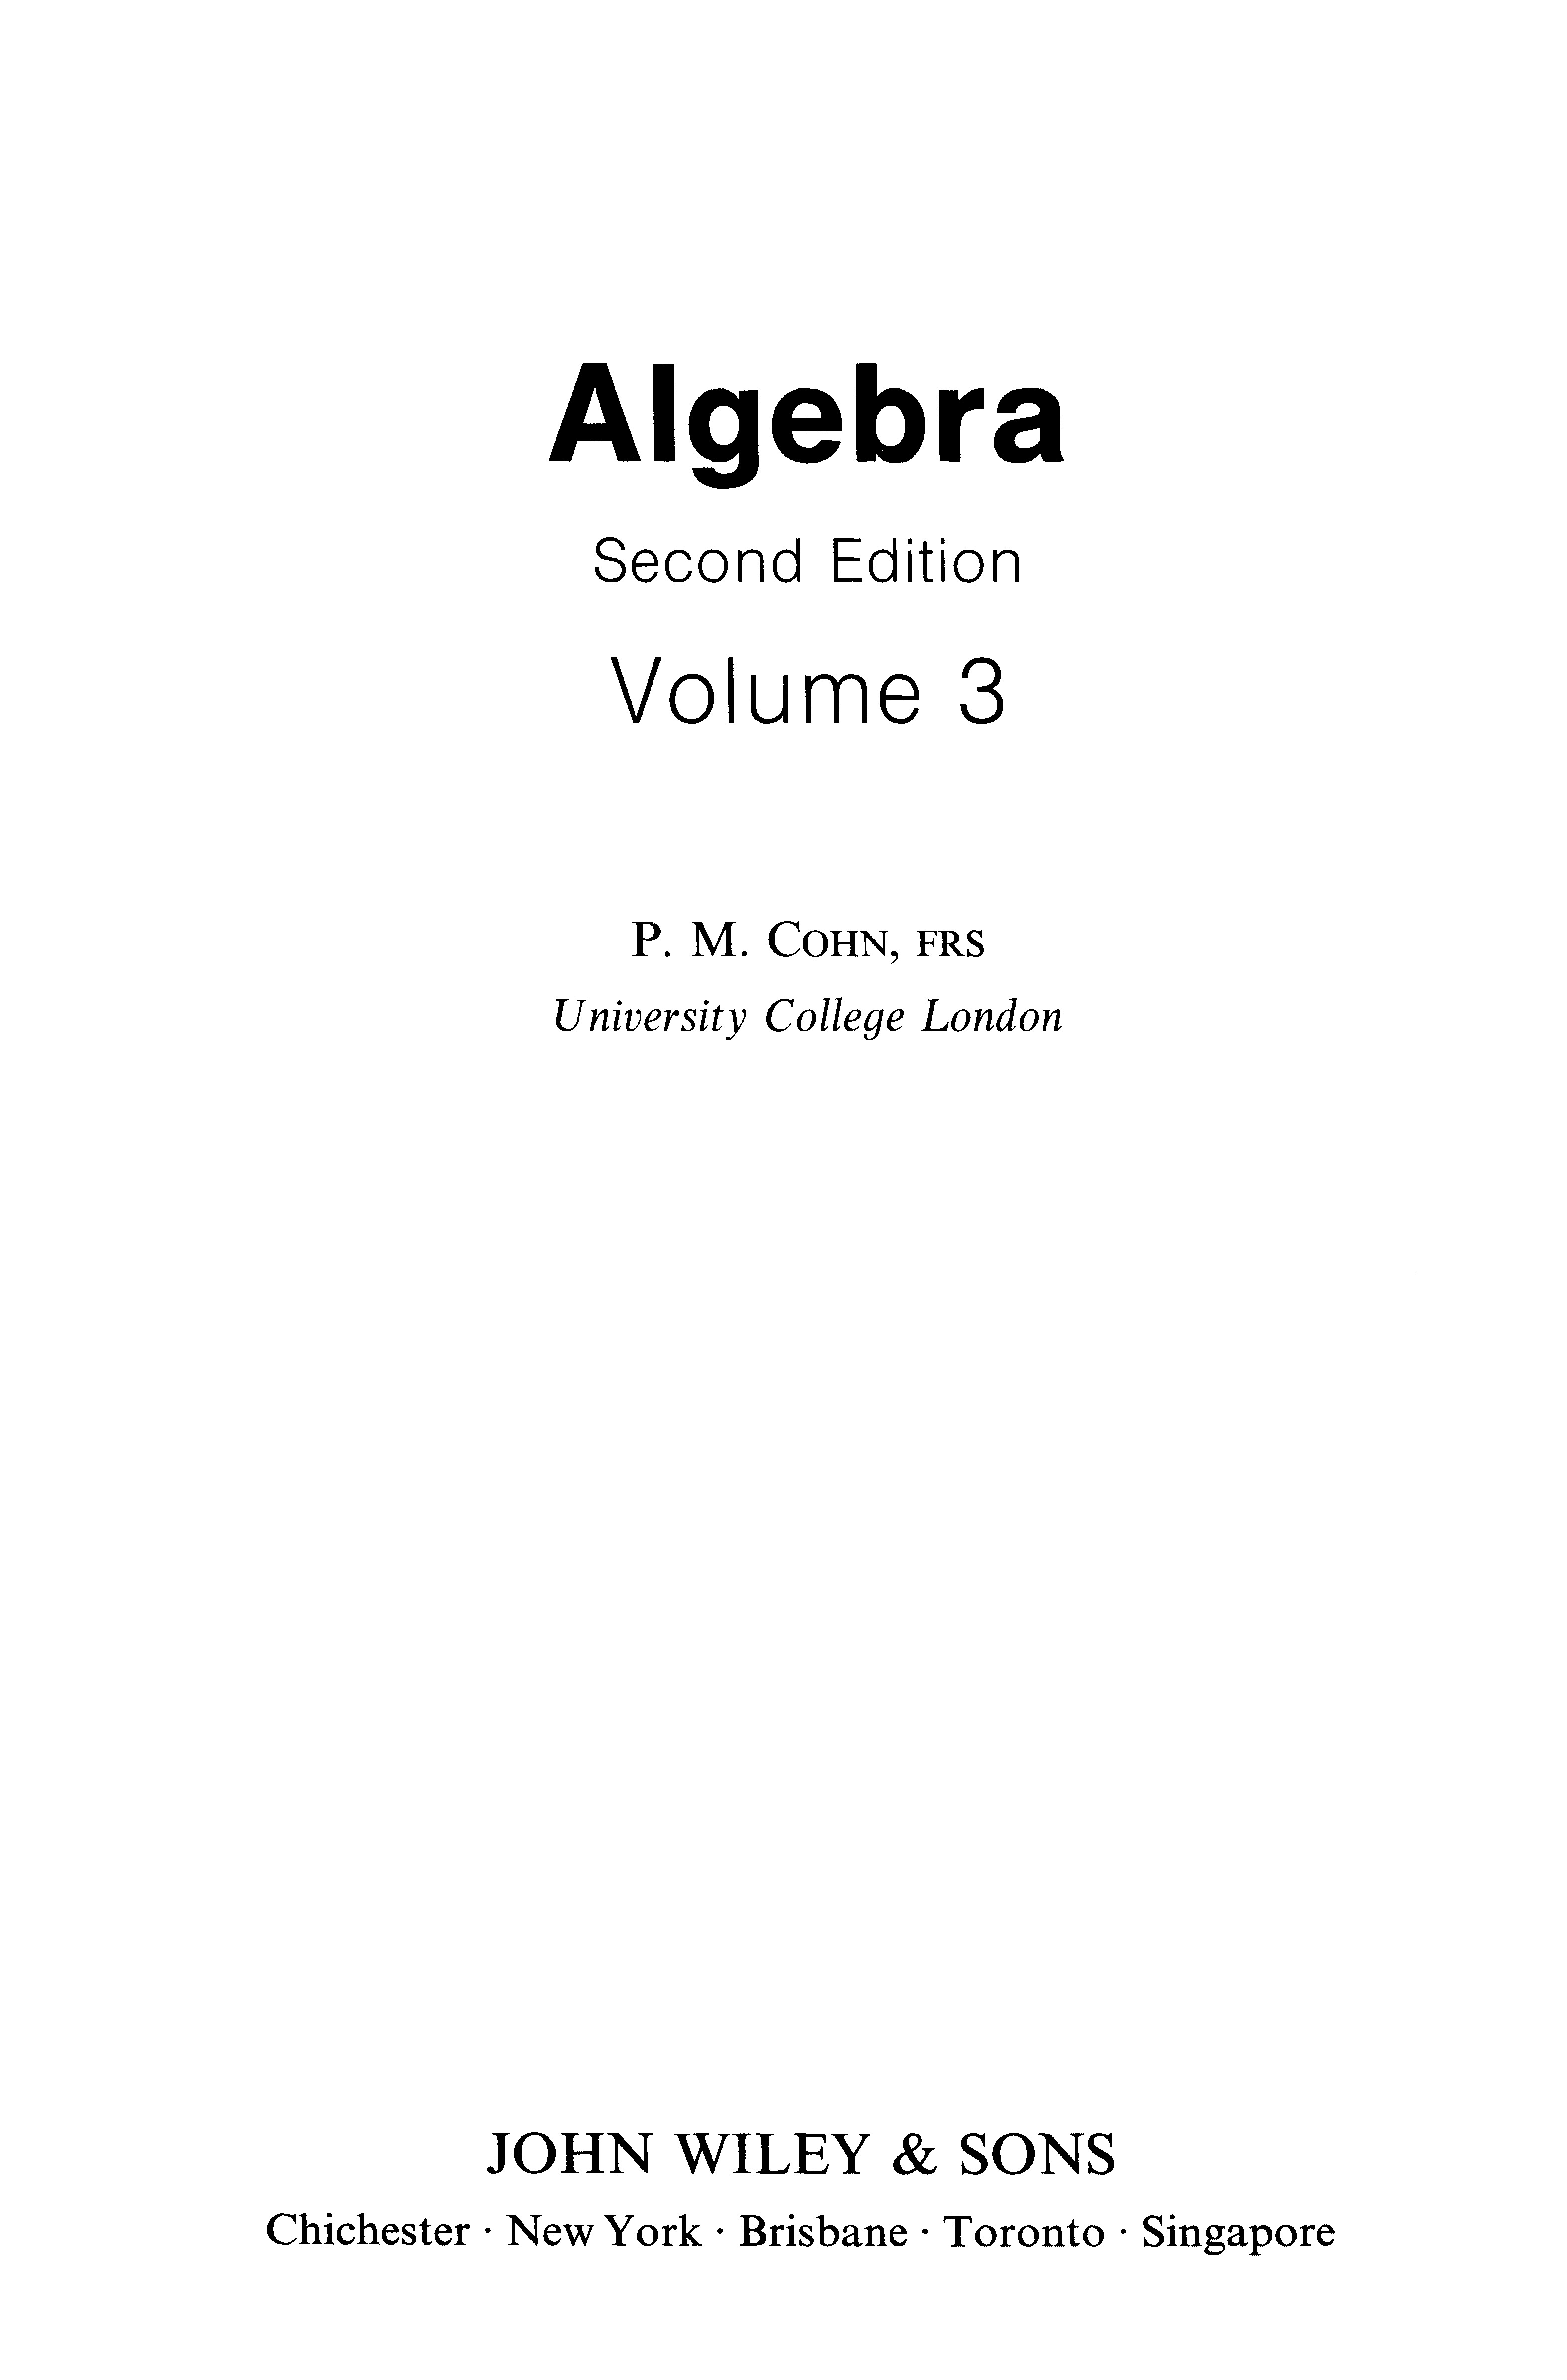 Algebra
Second Edition
Volume 3
P. M. COHN, FRS
University College London
JOHN WILEY & SONS
Chichester · New York · Brisbane · Toronto · Singapore